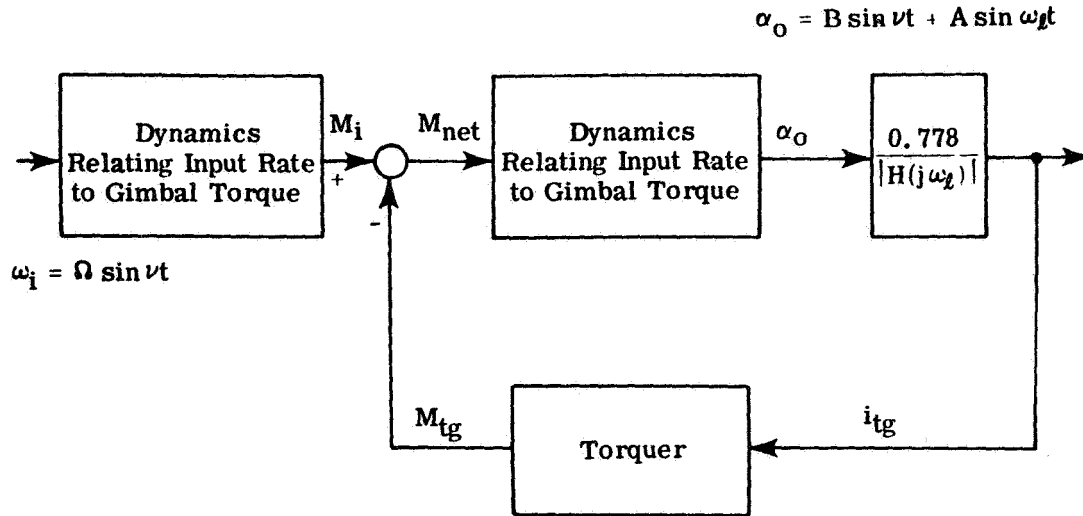 α_o = B sin νt + A sin ω_ℓt
Dynamics
Relating Input Rate
to Gimbal Torque
M_i
+
-
M_net
Dynamics
Relating Input Rate
to Gimbal Torque
α_o
0.778
|H(jω_ℓ)|
ω_i = Ω sin νt
M_tg
Torquer
i_tg